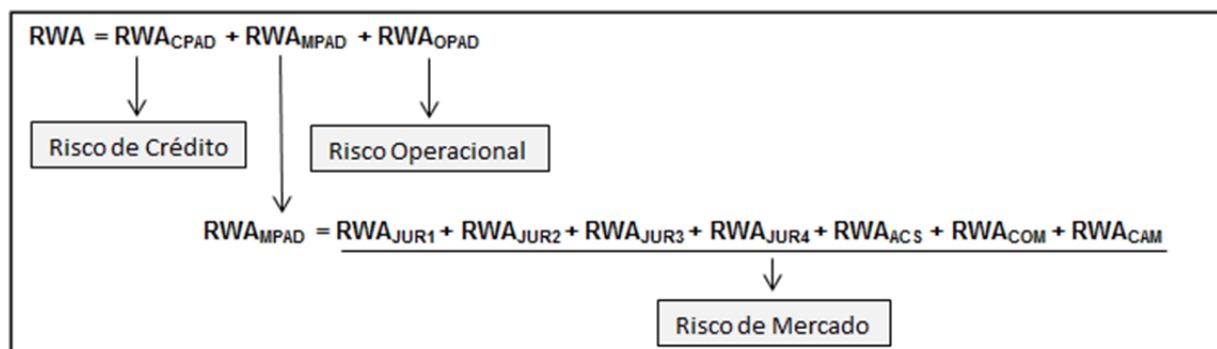 RWA = RWACPAD + RWAMPAD + RWAOPAD
Risco de Crédito
Risco Operacional
RWAMPAD = RWAJUR1 + RWAJUR2 + RWAJUR3 + RWAJUR4 + RWAACS + RWACOM + RWACAM
Risco de Mercado